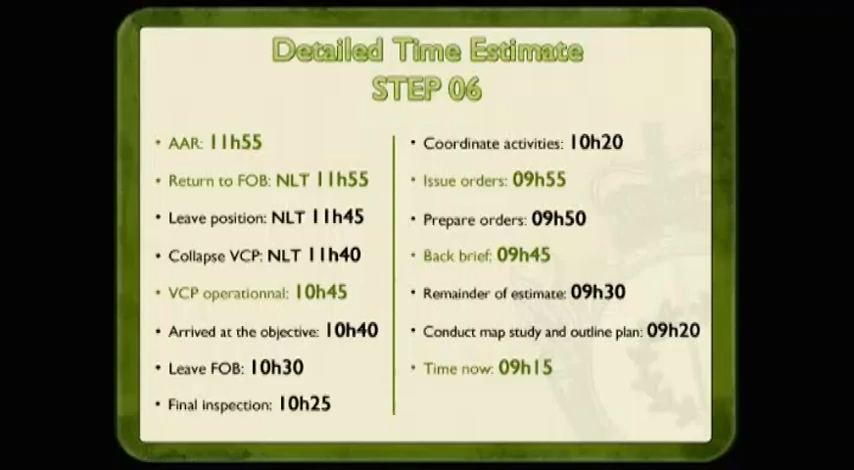 Detailed Time Estimate
STEP 06
• AAR: 11h55
• Return to FOB: NLT 11h55
• Leave position: NLT 11h45
• Collapse VCP: NLT 11h40
• VCP operationnal: 10h45
• Arrived at the objective: 10h40
• Leave FOB: 10h30
• Final inspection: 10h25
• Coordinate activities: 10h20
• Issue orders: 09h55
• Prepare orders: 09h50
• Back brief: 09h45
• Remainder of estimate: 09h30
• Conduct map study and outline plan: 09h20
• Time now: 09h15